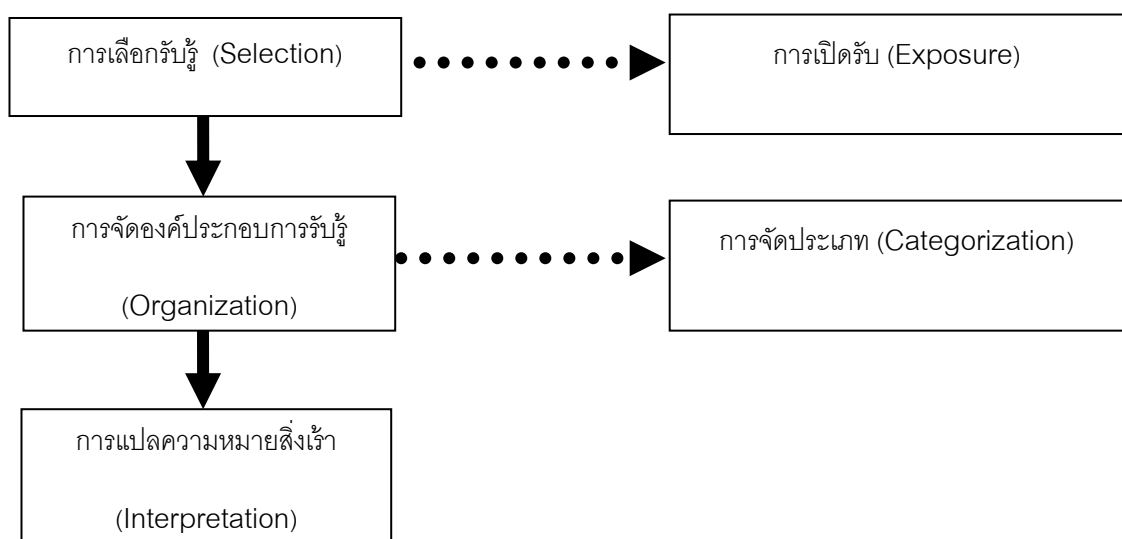 การเลือกรับรู้ (Selection)
การเปิดรับ (Exposure)
การจัดองค์ประกอบการรับรู้
(Organization)
การจัดประเภท (Categorization)
การแปลความหมายสิ่งเร้า
(Interpretation)